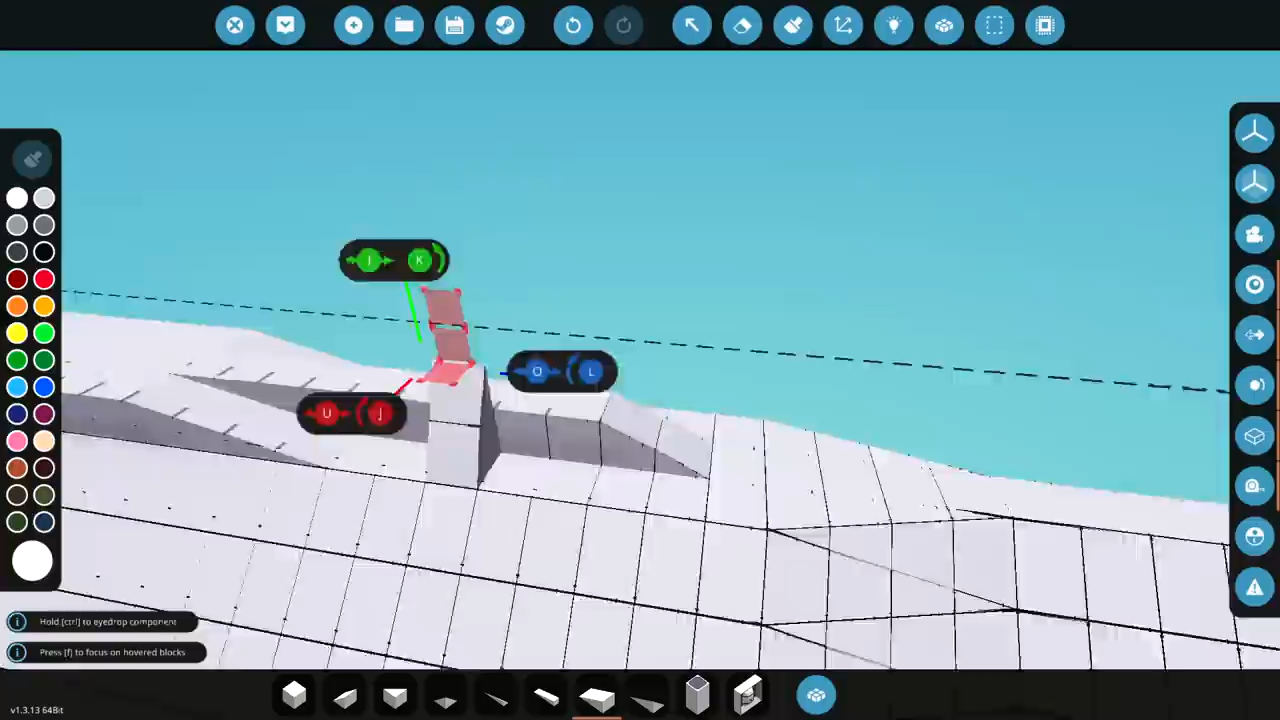 I K
O L
U J
Hold [ctrl] to eyedrop component
Press [f] to focus on hovered blocks
v1.3.13 64Bit